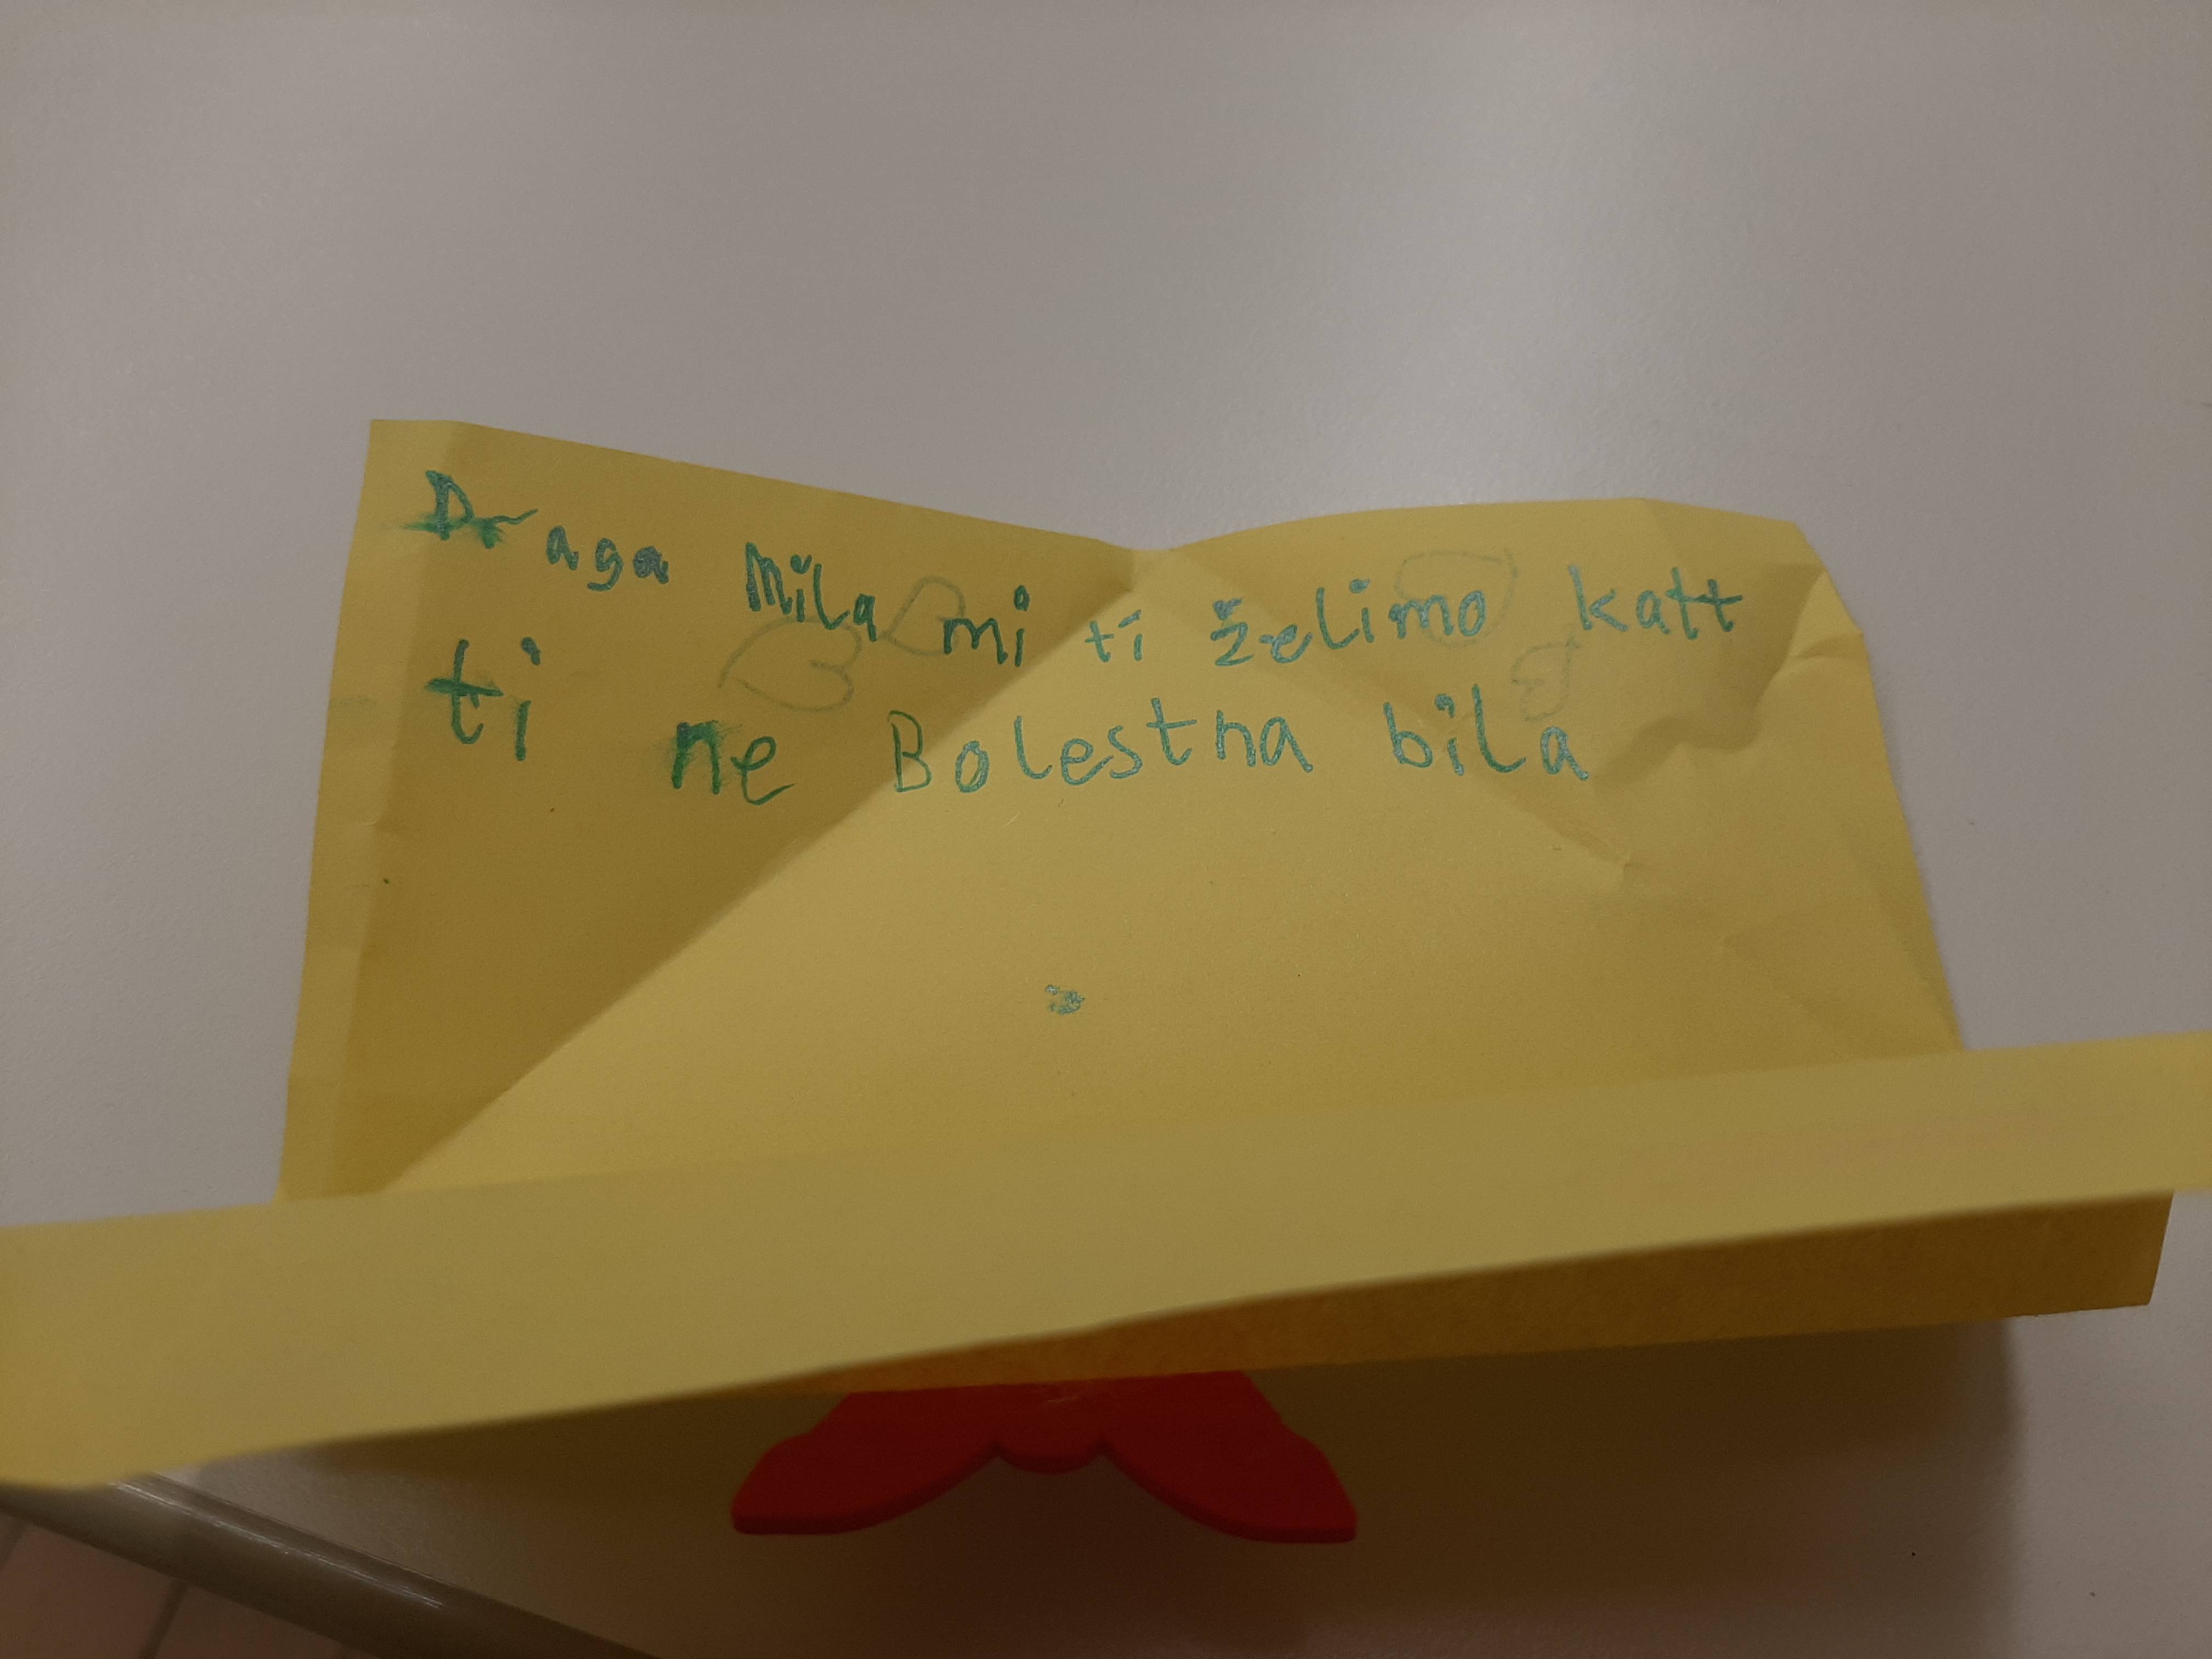 Draga Mila mi ti želimo katt
ti ne Bolestna bila